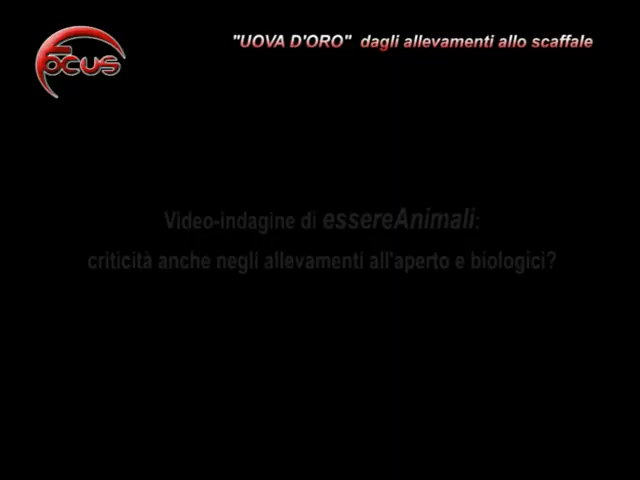 Focus
"UOVA D'ORO" dagli allevamenti allo scaffale
Video-indagine di essereAnimali:
criticità anche negli allevamenti all'aperto e biologici?